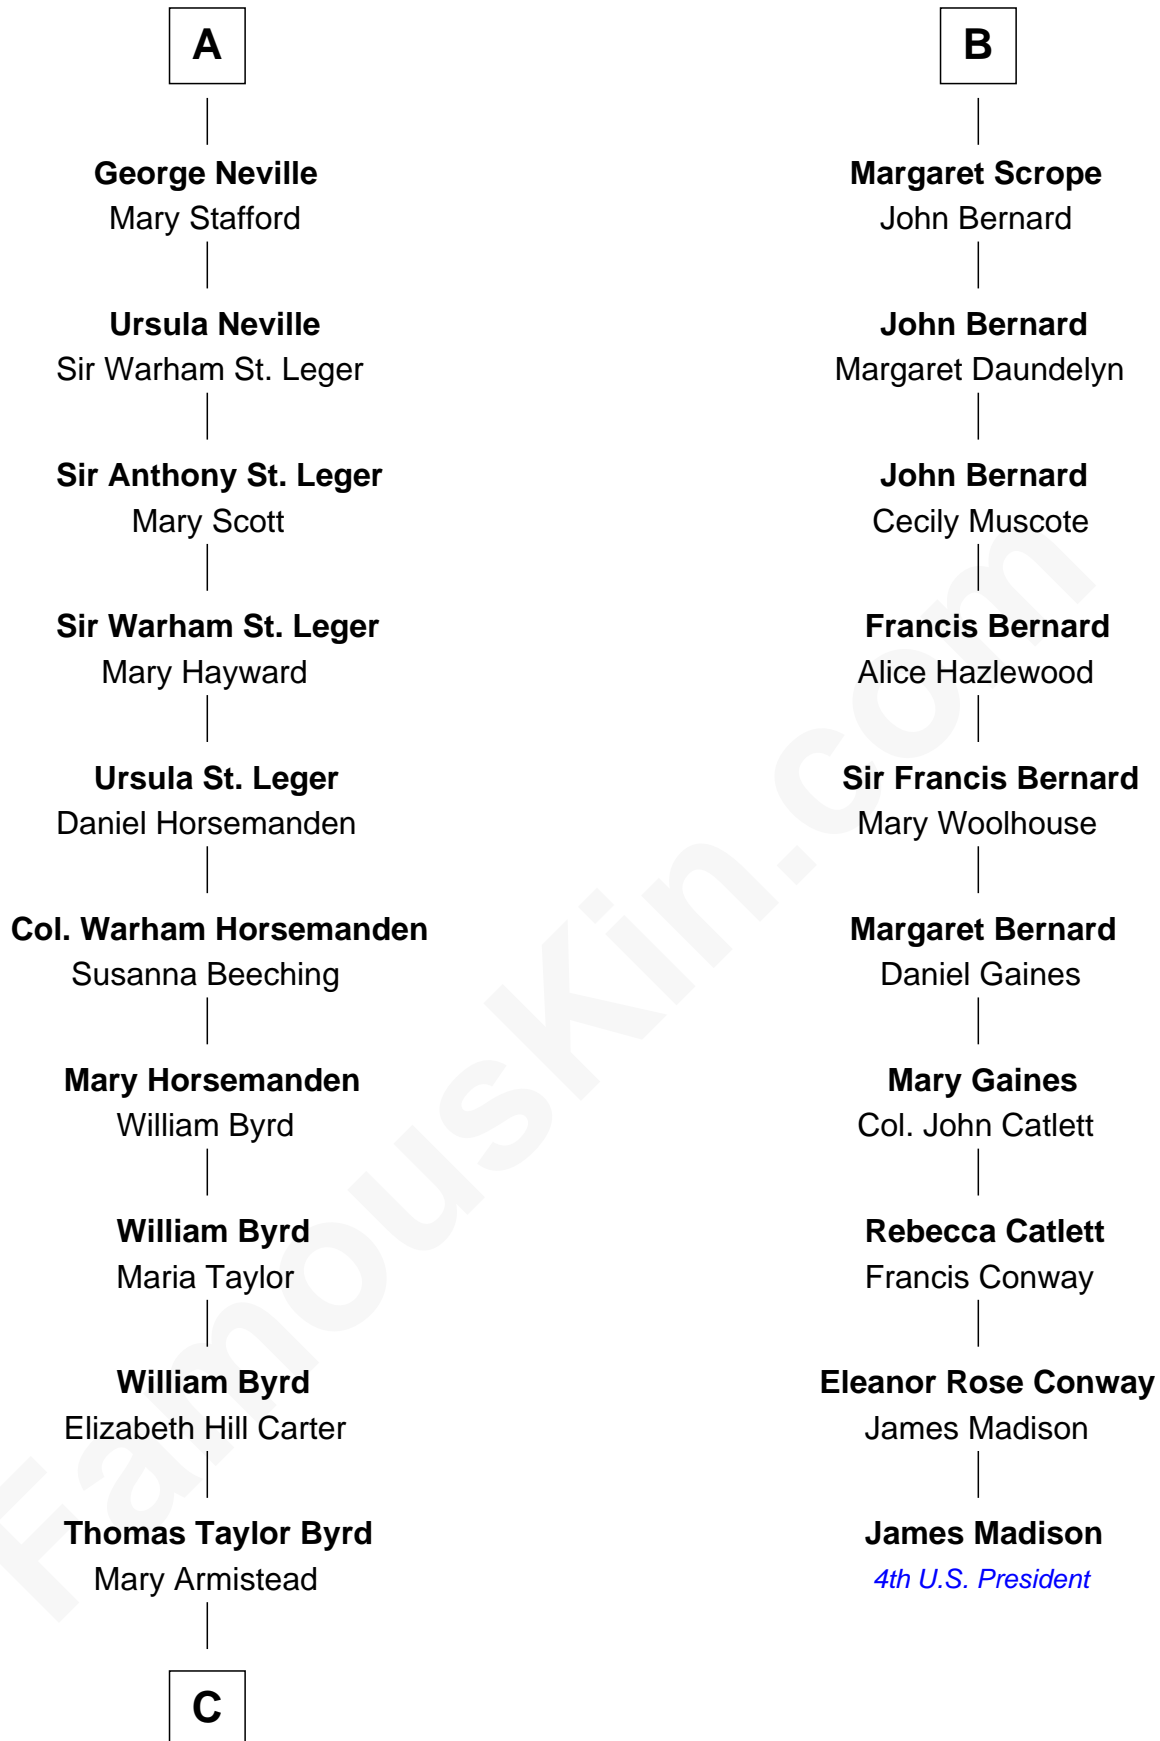 A
George Neville
Mary Stafford
Ursula Neville
Sir Warham St. Leger
Sir Anthony St. Leger
Mary Scott
Sir Warham St. Leger
Mary Hayward
Ursula St. Leger
Daniel Horsemanden
Col. Warham Horsemanden
Susanna Beeching
Mary Horsemanden
William Byrd
William Byrd
Maria Taylor
William Byrd
Elizabeth Hill Carter
Thomas Taylor Byrd
Mary Armistead
C
B
Margaret Scrope
John Bernard
John Bernard
Margaret Daundelyn
John Bernard
Cecily Muscote
Francis Bernard
Alice Hazlewood
Sir Francis Bernard
Mary Woolhouse
Margaret Bernard
Daniel Gaines
Mary Gaines
Col. John Catlett
Rebecca Catlett
Francis Conway
Eleanor Rose Conway
James Madison
James Madison
4th U.S. President
FamousKin.com